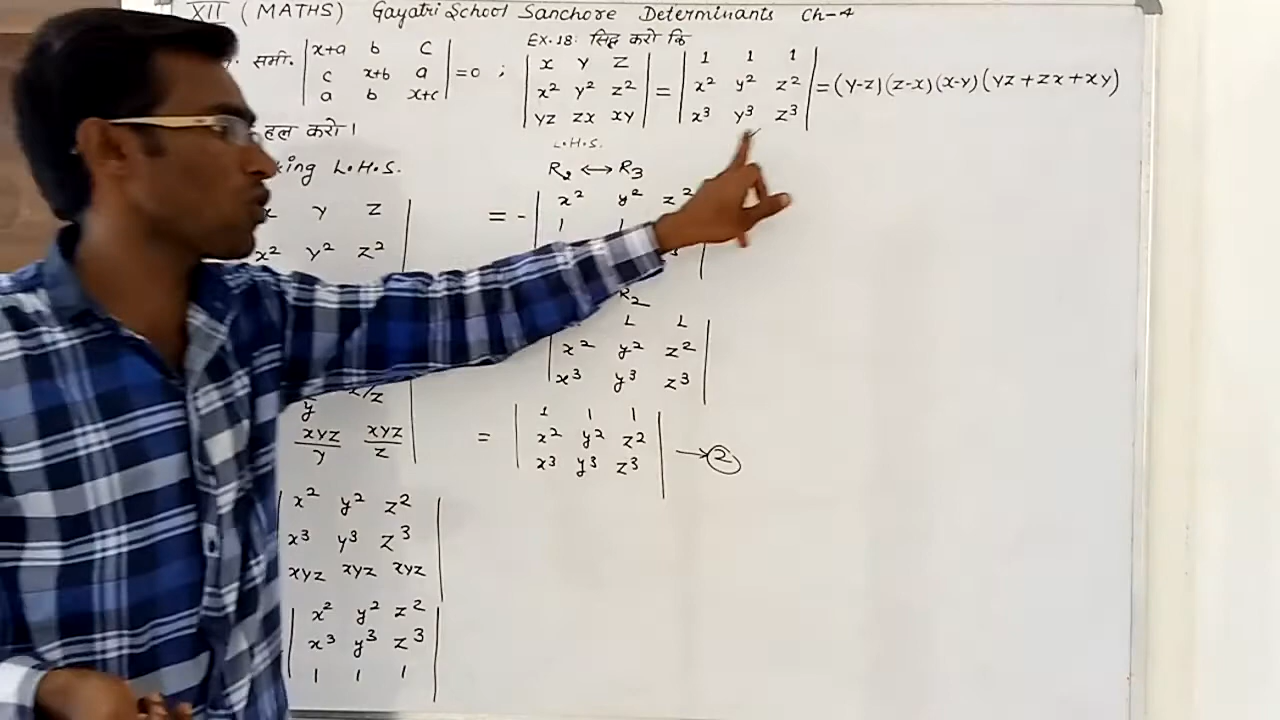 XII (MATHS) Gayatri School Sanchore Determinants Ch-4
समी. | x+a b c |
| c x+b a | = 0 ;
| a b x+c |
हल करो।
EX.18: सिद्ध करो कि
| x y z | | 1 1 1 |
| x² y² z² | = | x² y² z² | = (y-z)(z-x)(x-y)(yz+zx+xy)
| yz zx xy | | x³ y³ z³ |
L.H.S.
x y z |
x² y² z²
y
xyz/y xyz/z |
| x² y² z² |
| x³ y³ z³ |
| xyz xyz xyz |
| x² y² z² |
| x³ y³ z³ |
| 1 1 1 |
L.H.S.
R₂ ↔ R₃
= - | x² y² z²
1 1
R₂
| x² y² z² |
| x³ y³ z³ |
= | 1 1 1 |
| x² y² z² | → ②
| x³ y³ z³ |